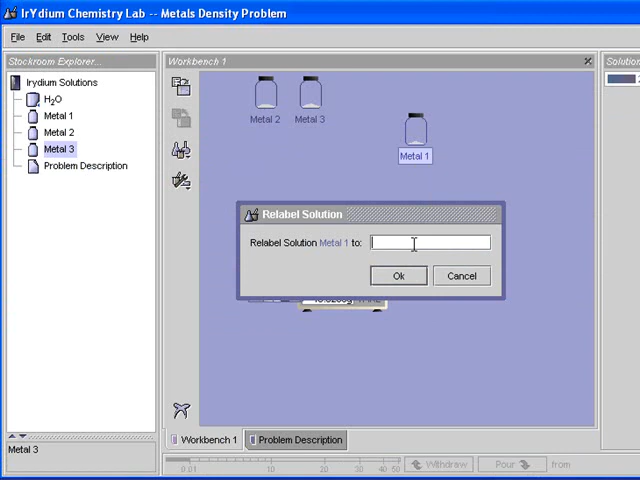 IrYdium Chemistry Lab -- Metals Density Problem
File Edit Tools View Help
Stockroom Explorer...
Irydium Solutions
H2O
Metal 1
Metal 2
Metal 3
Problem Description
Metal 3
Workbench 1
Metal 2 Metal 3
Metal 1
Relabel Solution
Relabel Solution Metal 1 to:
Ok Cancel
Workbench 1 Problem Description
0.01 10 20 30 40 50 Withdraw Pour from
Solution